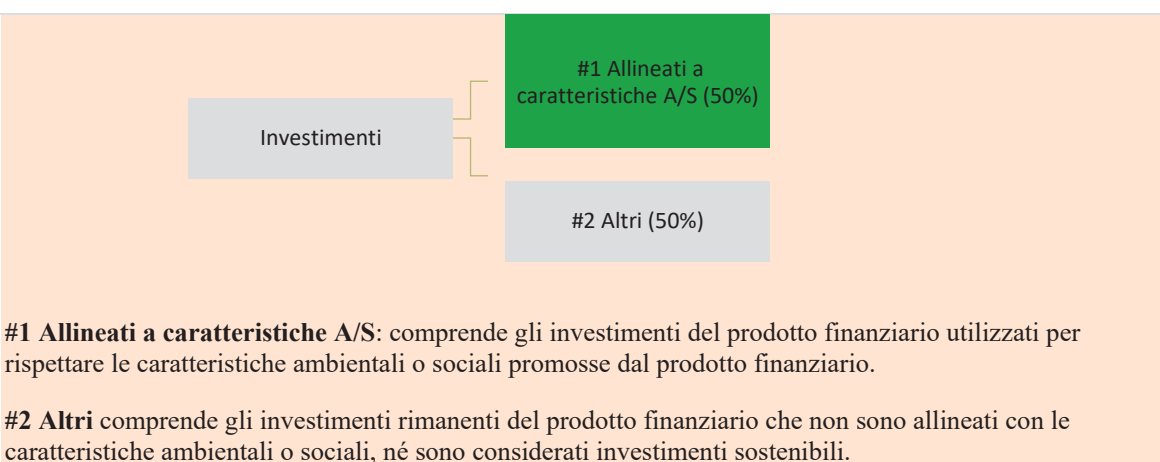 #1 Allineati a
caratteristiche A/S (50%)
Investimenti
#2 Altri (50%)
#1 Allineati a caratteristiche A/S: comprende gli investimenti del prodotto finanziario utilizzati per
rispettare le caratteristiche ambientali o sociali promosse dal prodotto finanziario.
#2 Altri comprende gli investimenti rimanenti del prodotto finanziario che non sono allineati con le
caratteristiche ambientali o sociali, né sono considerati investimenti sostenibili.